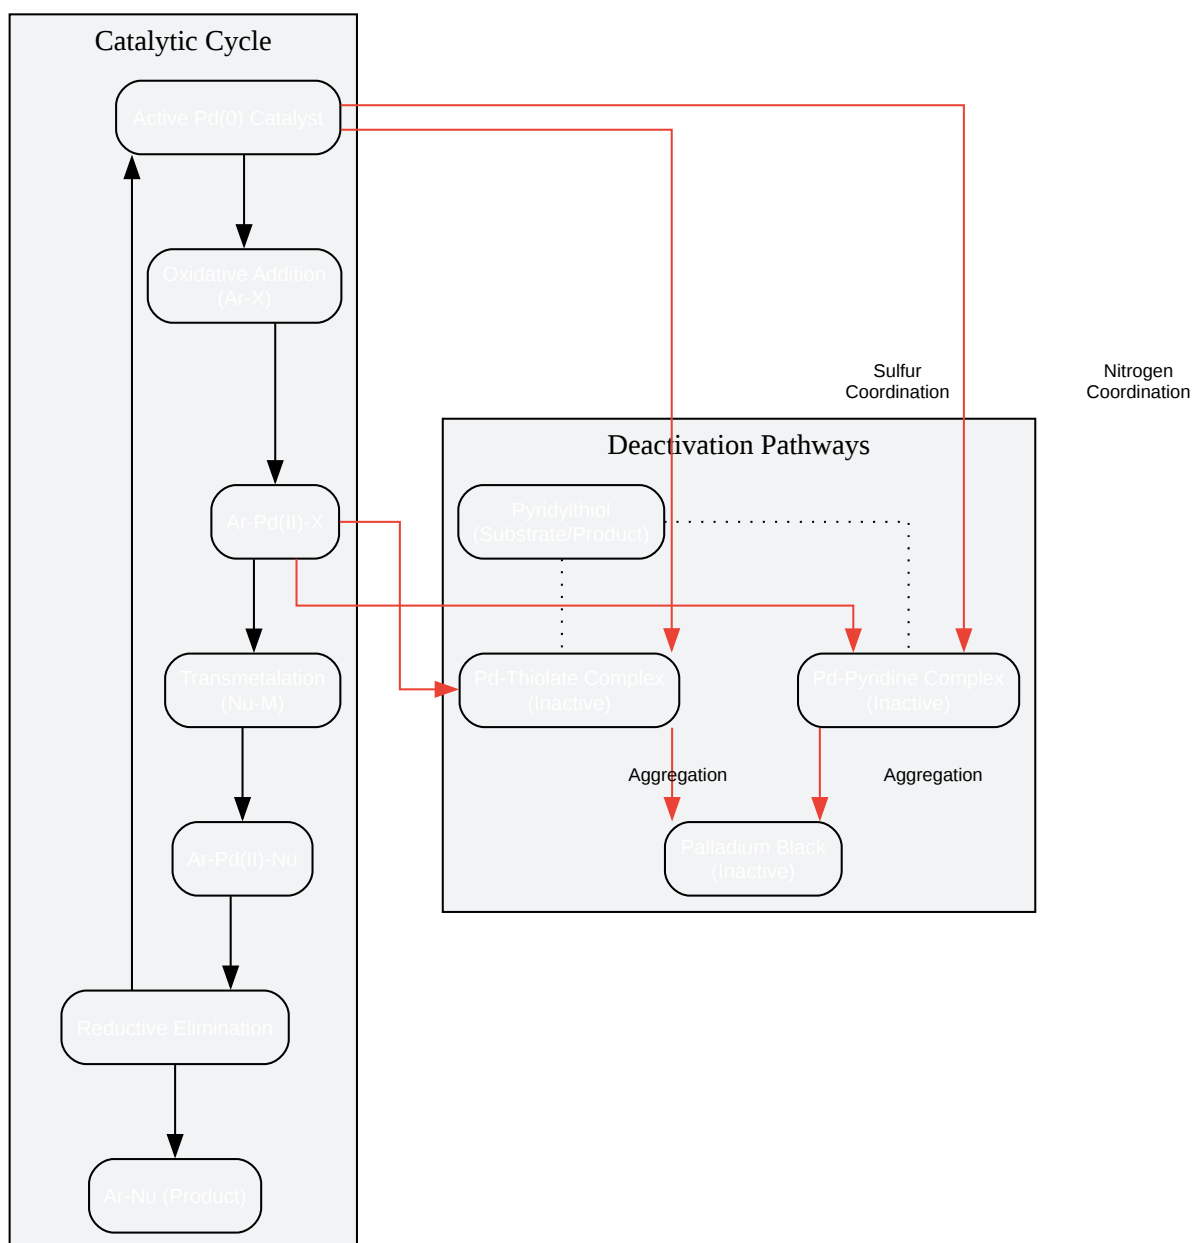 Catalytic Cycle
Active Pd(0) Catalyst
Oxidative Addition
(Ar-X)
Sulfur
Coordination
Nitrogen
Coordination
Deactivation Pathways
Ar-Pd(II)-X
Pyridylthiol
(Substrate/Product)
Transmetalation
(Nu-M)
Pd-Thiolate Complex
(Inactive)
Pd-Pyridine Complex
(Inactive)
Aggregation
Aggregation
Ar-Pd(II)-Nu
Palladium Black
(Inactive)
Reductive Elimination
Ar-Nu (Product)